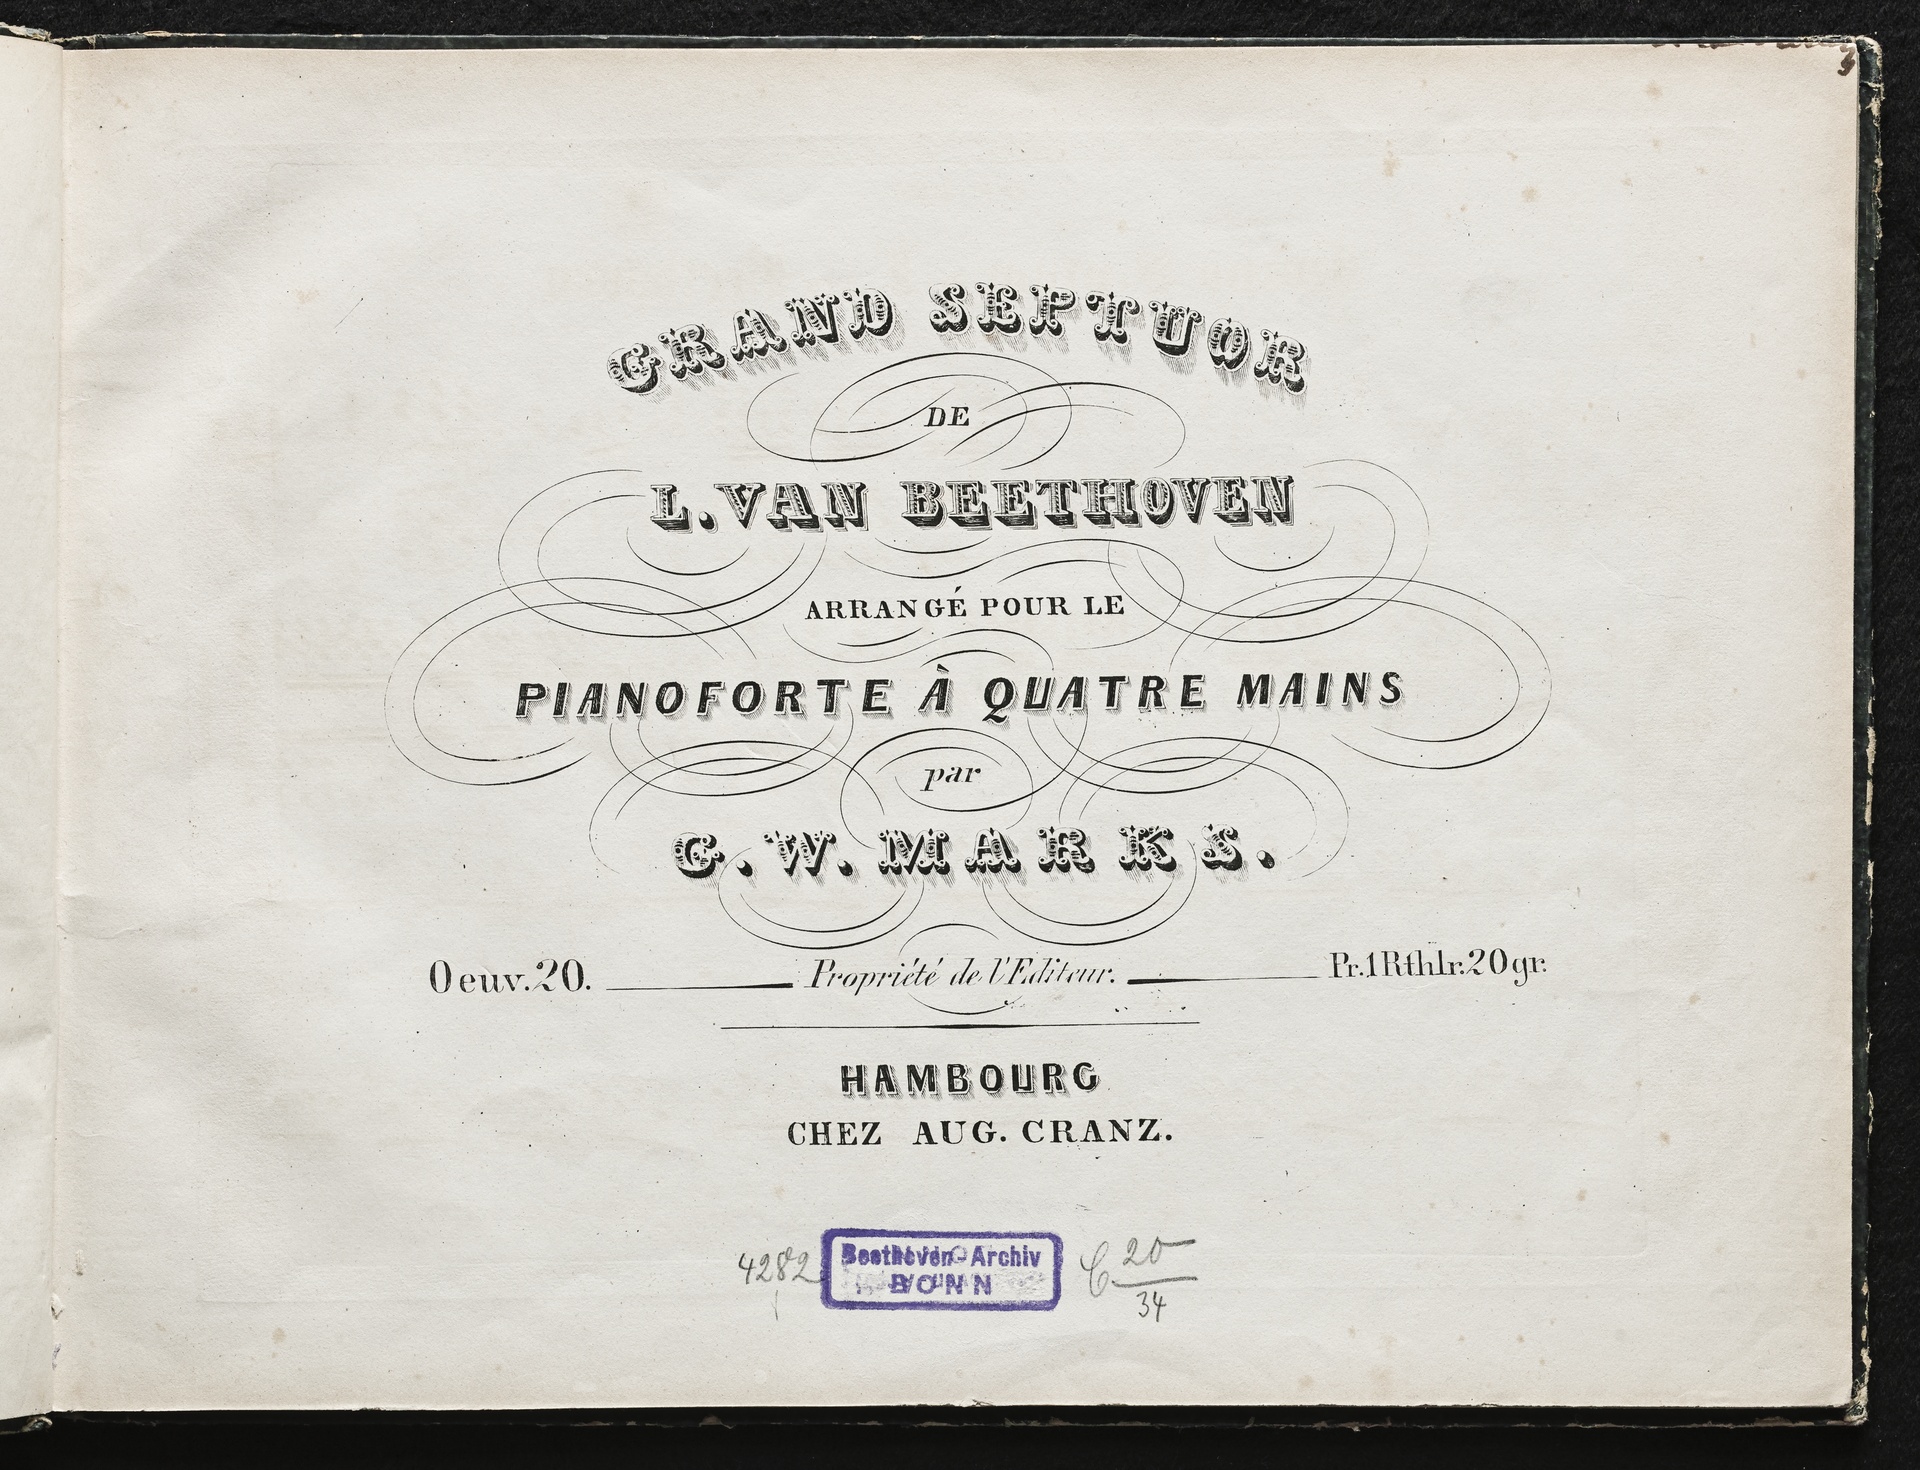 GRAND SEPTUOR
DE
L. VAN BEETHOVEN
ARRANGÉ POUR LE
PIANOFORTE À QUATRE MAINS
par
G. W. MARKS.
Oeuv. 20. Propriété de l'Editeur. Pr. 1 Rthlr. 20 gr.
HAMBOURG
CHEZ AUG. CRANZ.
4282
Beethoven-Archiv
BONN
C 20
34